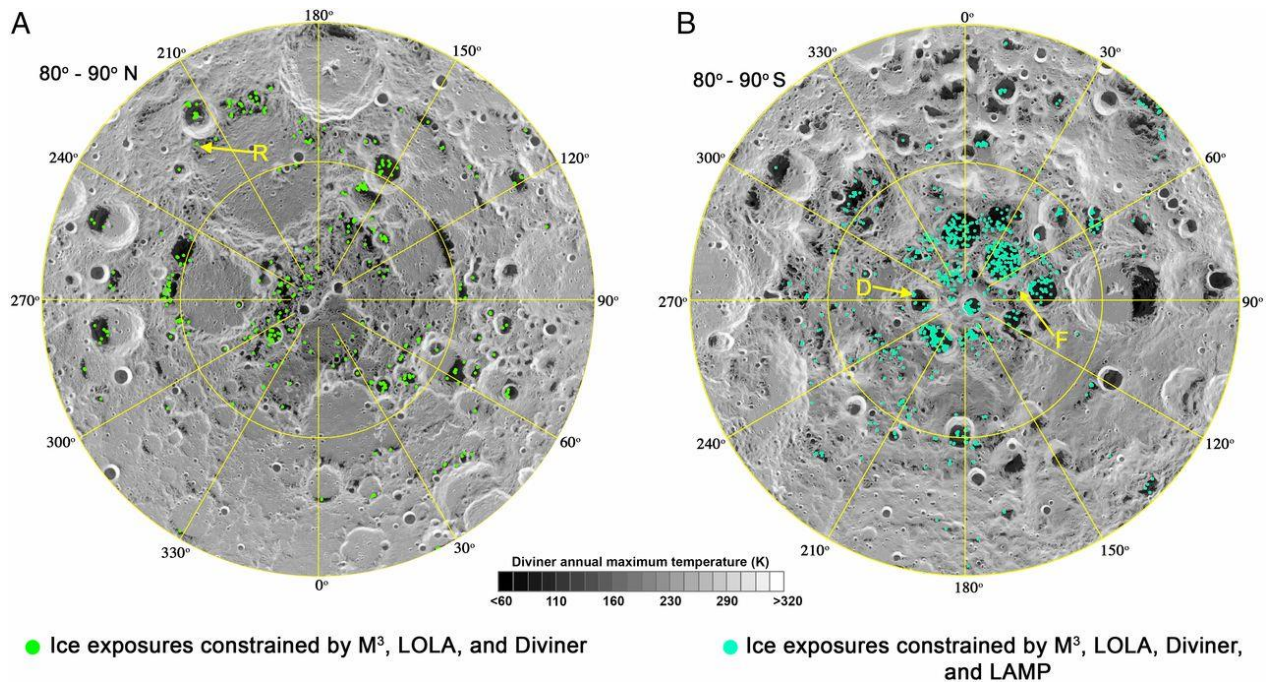 A
80° - 90° N
180°
150°
120°
90°
60°
30°
0°
330°
300°
270°
240°
210°
R
B
80° - 90° S
0°
30°
60°
90°
120°
150°
180°
210°
240°
270°
300°
330°
D
F
Diviner annual maximum temperature (K)
<60 110 160 230 290 >320
Ice exposures constrained by M³, LOLA, and Diviner
Ice exposures constrained by M³, LOLA, Diviner,
and LAMP